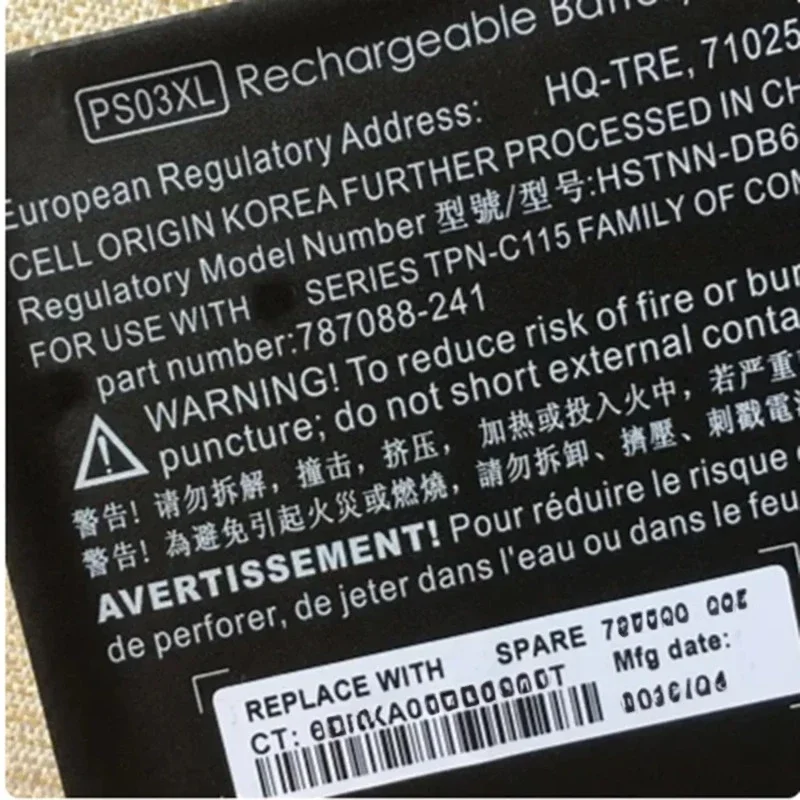 PS03XL Rechargeable
European Regulatory Address: HQ-TRE, 71025
CELL ORIGIN KOREA FURTHER PROCESSED IN
Regulatory Model Number 型號/型号:HSTNN-DB6
FOR USE WITH SERIES TPN-C115 FAMILY OF
part number:787088-241
WARNING! To reduce risk of fire or
puncture; do not short external
警告! 请勿拆解，撞击，挤压， 加热或投入火中，若严重
警告! 為避免引起火災或燃燒，請勿拆卸、擠壓、刺戳電
AVERTISSEMENT! Pour réduire le risque
de perforer, de jeter dans l'eau ou dans le feu
REPLACE WITH SPARE
CT: Mfg date: